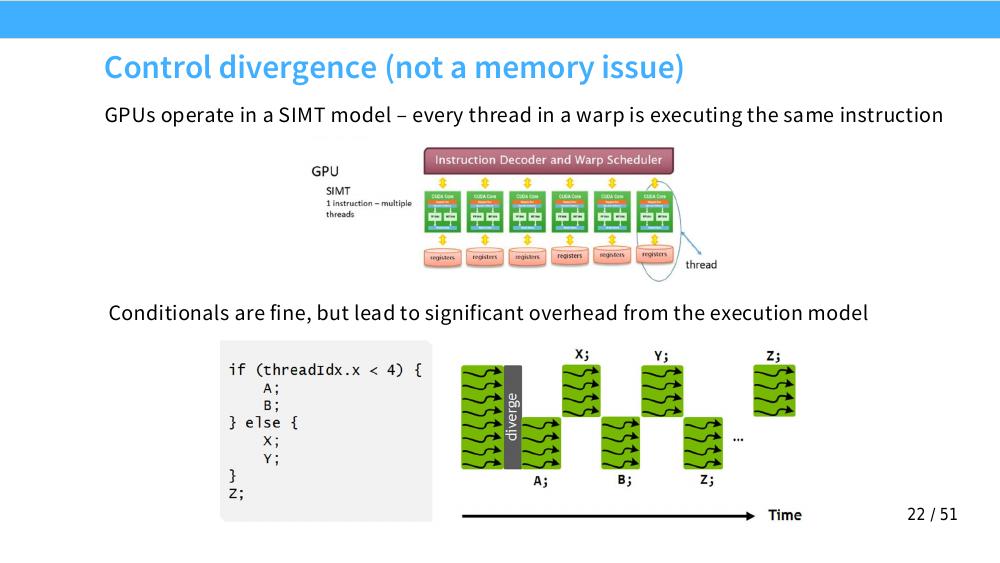 Control divergence (not a memory issue)
GPUs operate in a SIMT model – every thread in a warp is executing the same instruction
GPU
SIMT
1 instruction – multiple
threads
Instruction Decoder and Warp Scheduler
CUDA Core CUDA Core CUDA Core CUDA Core CUDA Core CUDA Core
registers registers registers registers registers registers
thread
Conditionals are fine, but lead to significant overhead from the execution model
if (threadIdx.x < 4) {
A;
B;
} else {
X;
Y;
}
Z;
X; Y; Z;
diverge
...
A; B; Z;
Time
22 / 51